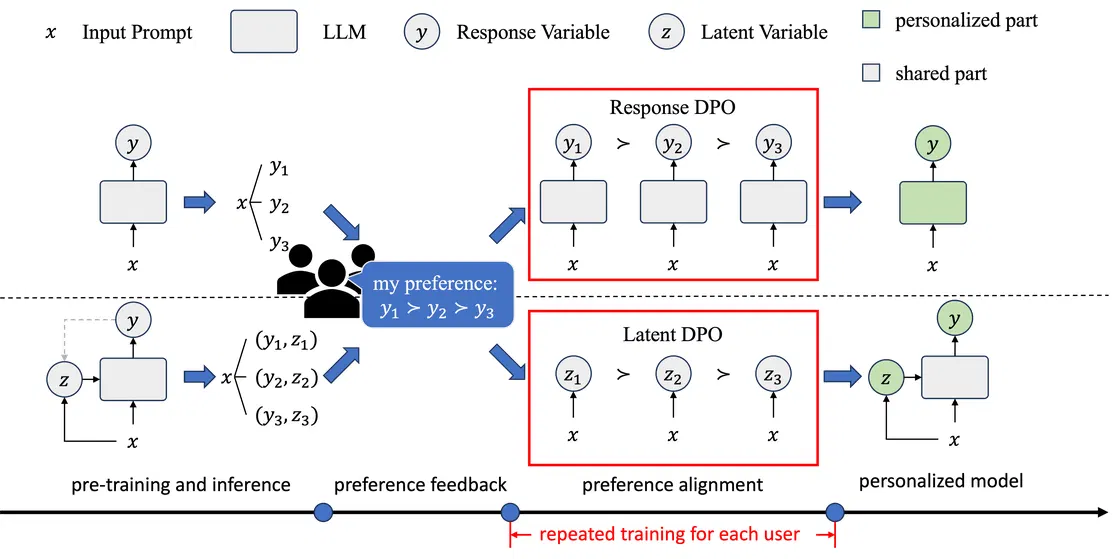 x Input Prompt LLM y Response Variable z Latent Variable personalized part
shared part
Response DPO
y y₁ ≻ y₂ ≻ y₃ y
y₁
x y₂
y₃
x x x x x
my preference:
y₁ ≻ y₂ ≻ y₃
y Latent DPO y
(y₁, z₁)
z x (y₂, z₂) z₁ ≻ z₂ ≻ z₃ z
(y₃, z₃)
x x x x x
pre-training and inference preference feedback preference alignment personalized model
repeated training for each user